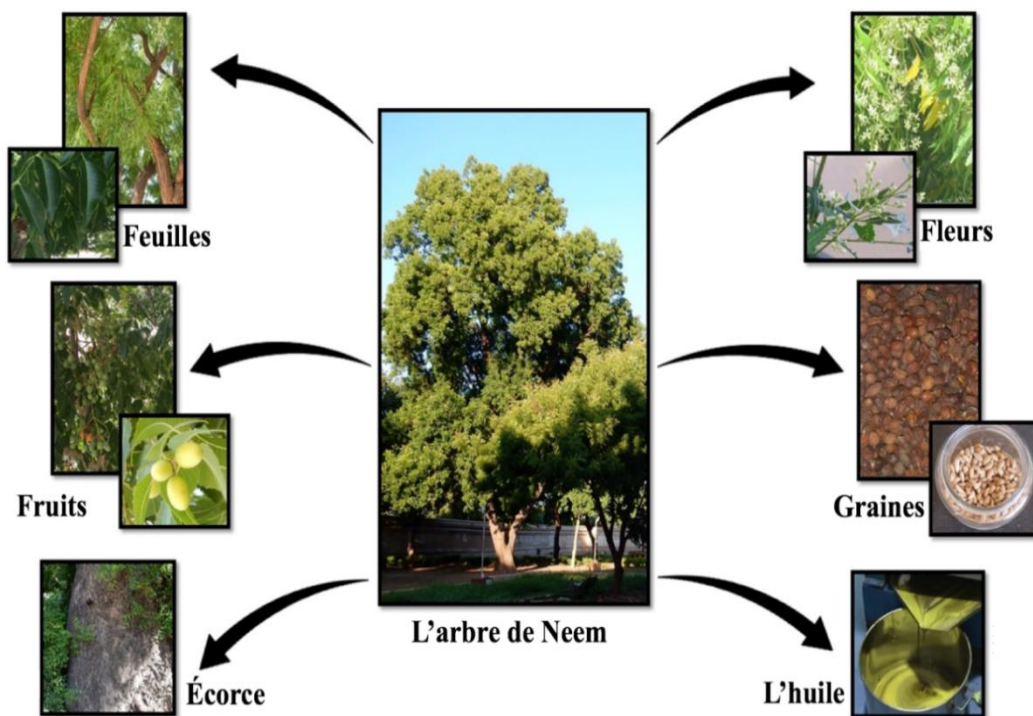 Feuilles
Fleurs
Fruits
Graines
L’arbre de Neem
Écorce
L’huile